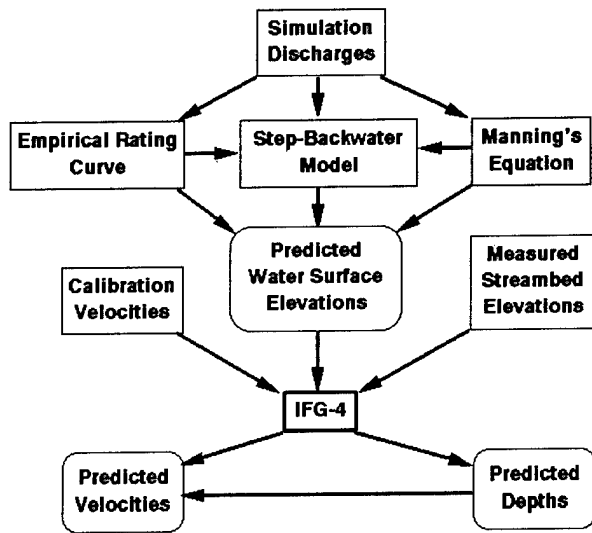 Simulation
Discharges
Empirical Rating
Curve
Step-Backwater
Model
Manning's
Equation
Predicted
Water Surface
Elevations
Calibration
Velocities
Measured
Streambed
Elevations
IFG-4
Predicted
Velocities
Predicted
Depths